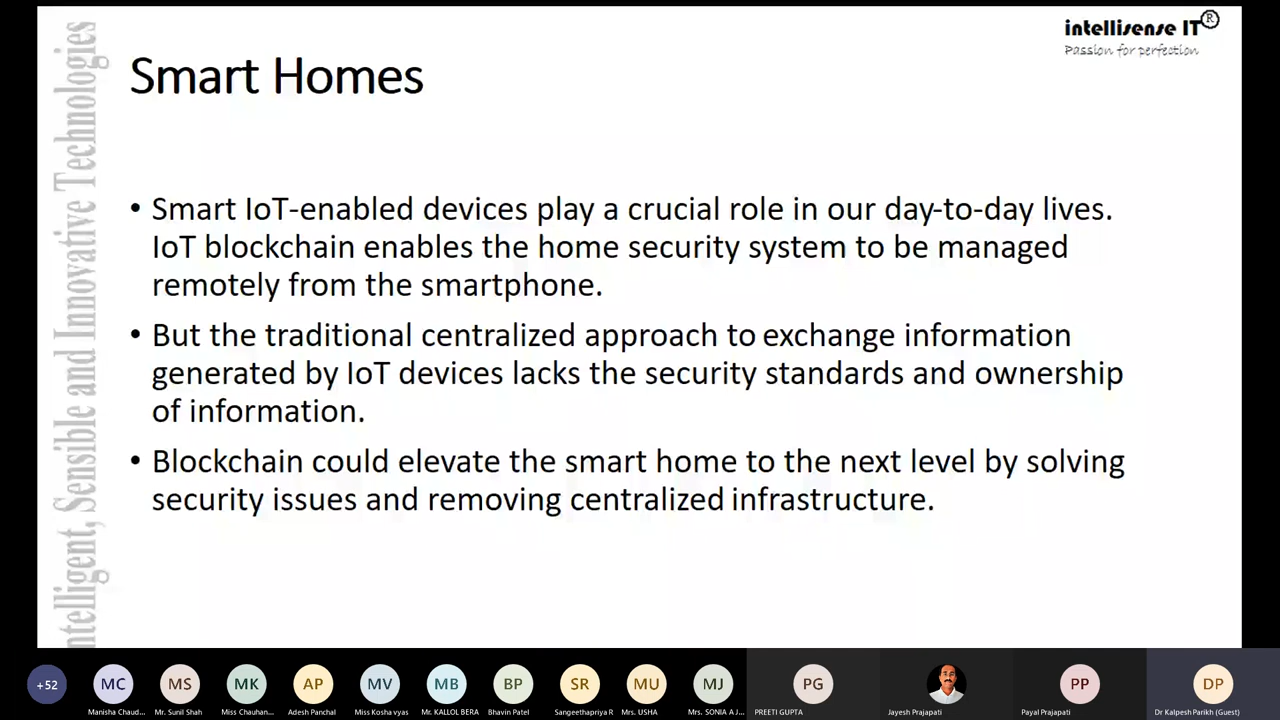 intellisense IT®
Passion for perfection
Smart Homes
ntelligent, Sensible and Innovative Technologies
• Smart IoT-enabled devices play a crucial role in our day-to-day lives.
IoT blockchain enables the home security system to be managed
remotely from the smartphone.
• But the traditional centralized approach to exchange information
generated by IoT devices lacks the security standards and ownership
of information.
• Blockchain could elevate the smart home to the next level by solving
security issues and removing centralized infrastructure.
+52 MC MS MK AP MV MB BP SR MU MJ PG PP DP
Manisha Chaud... Mr. Sunil Shah Miss Chauhan... Adesh Panchal Miss Kosha vyas Mr. KALLOL BERA Bhavin Patel Sangeethapriya R Mrs. USHA Mrs. SONIA A J... PREETI GUPTA Jayesh Prajapati Payal Prajapati Dr Kalpesh Parikh (Guest)